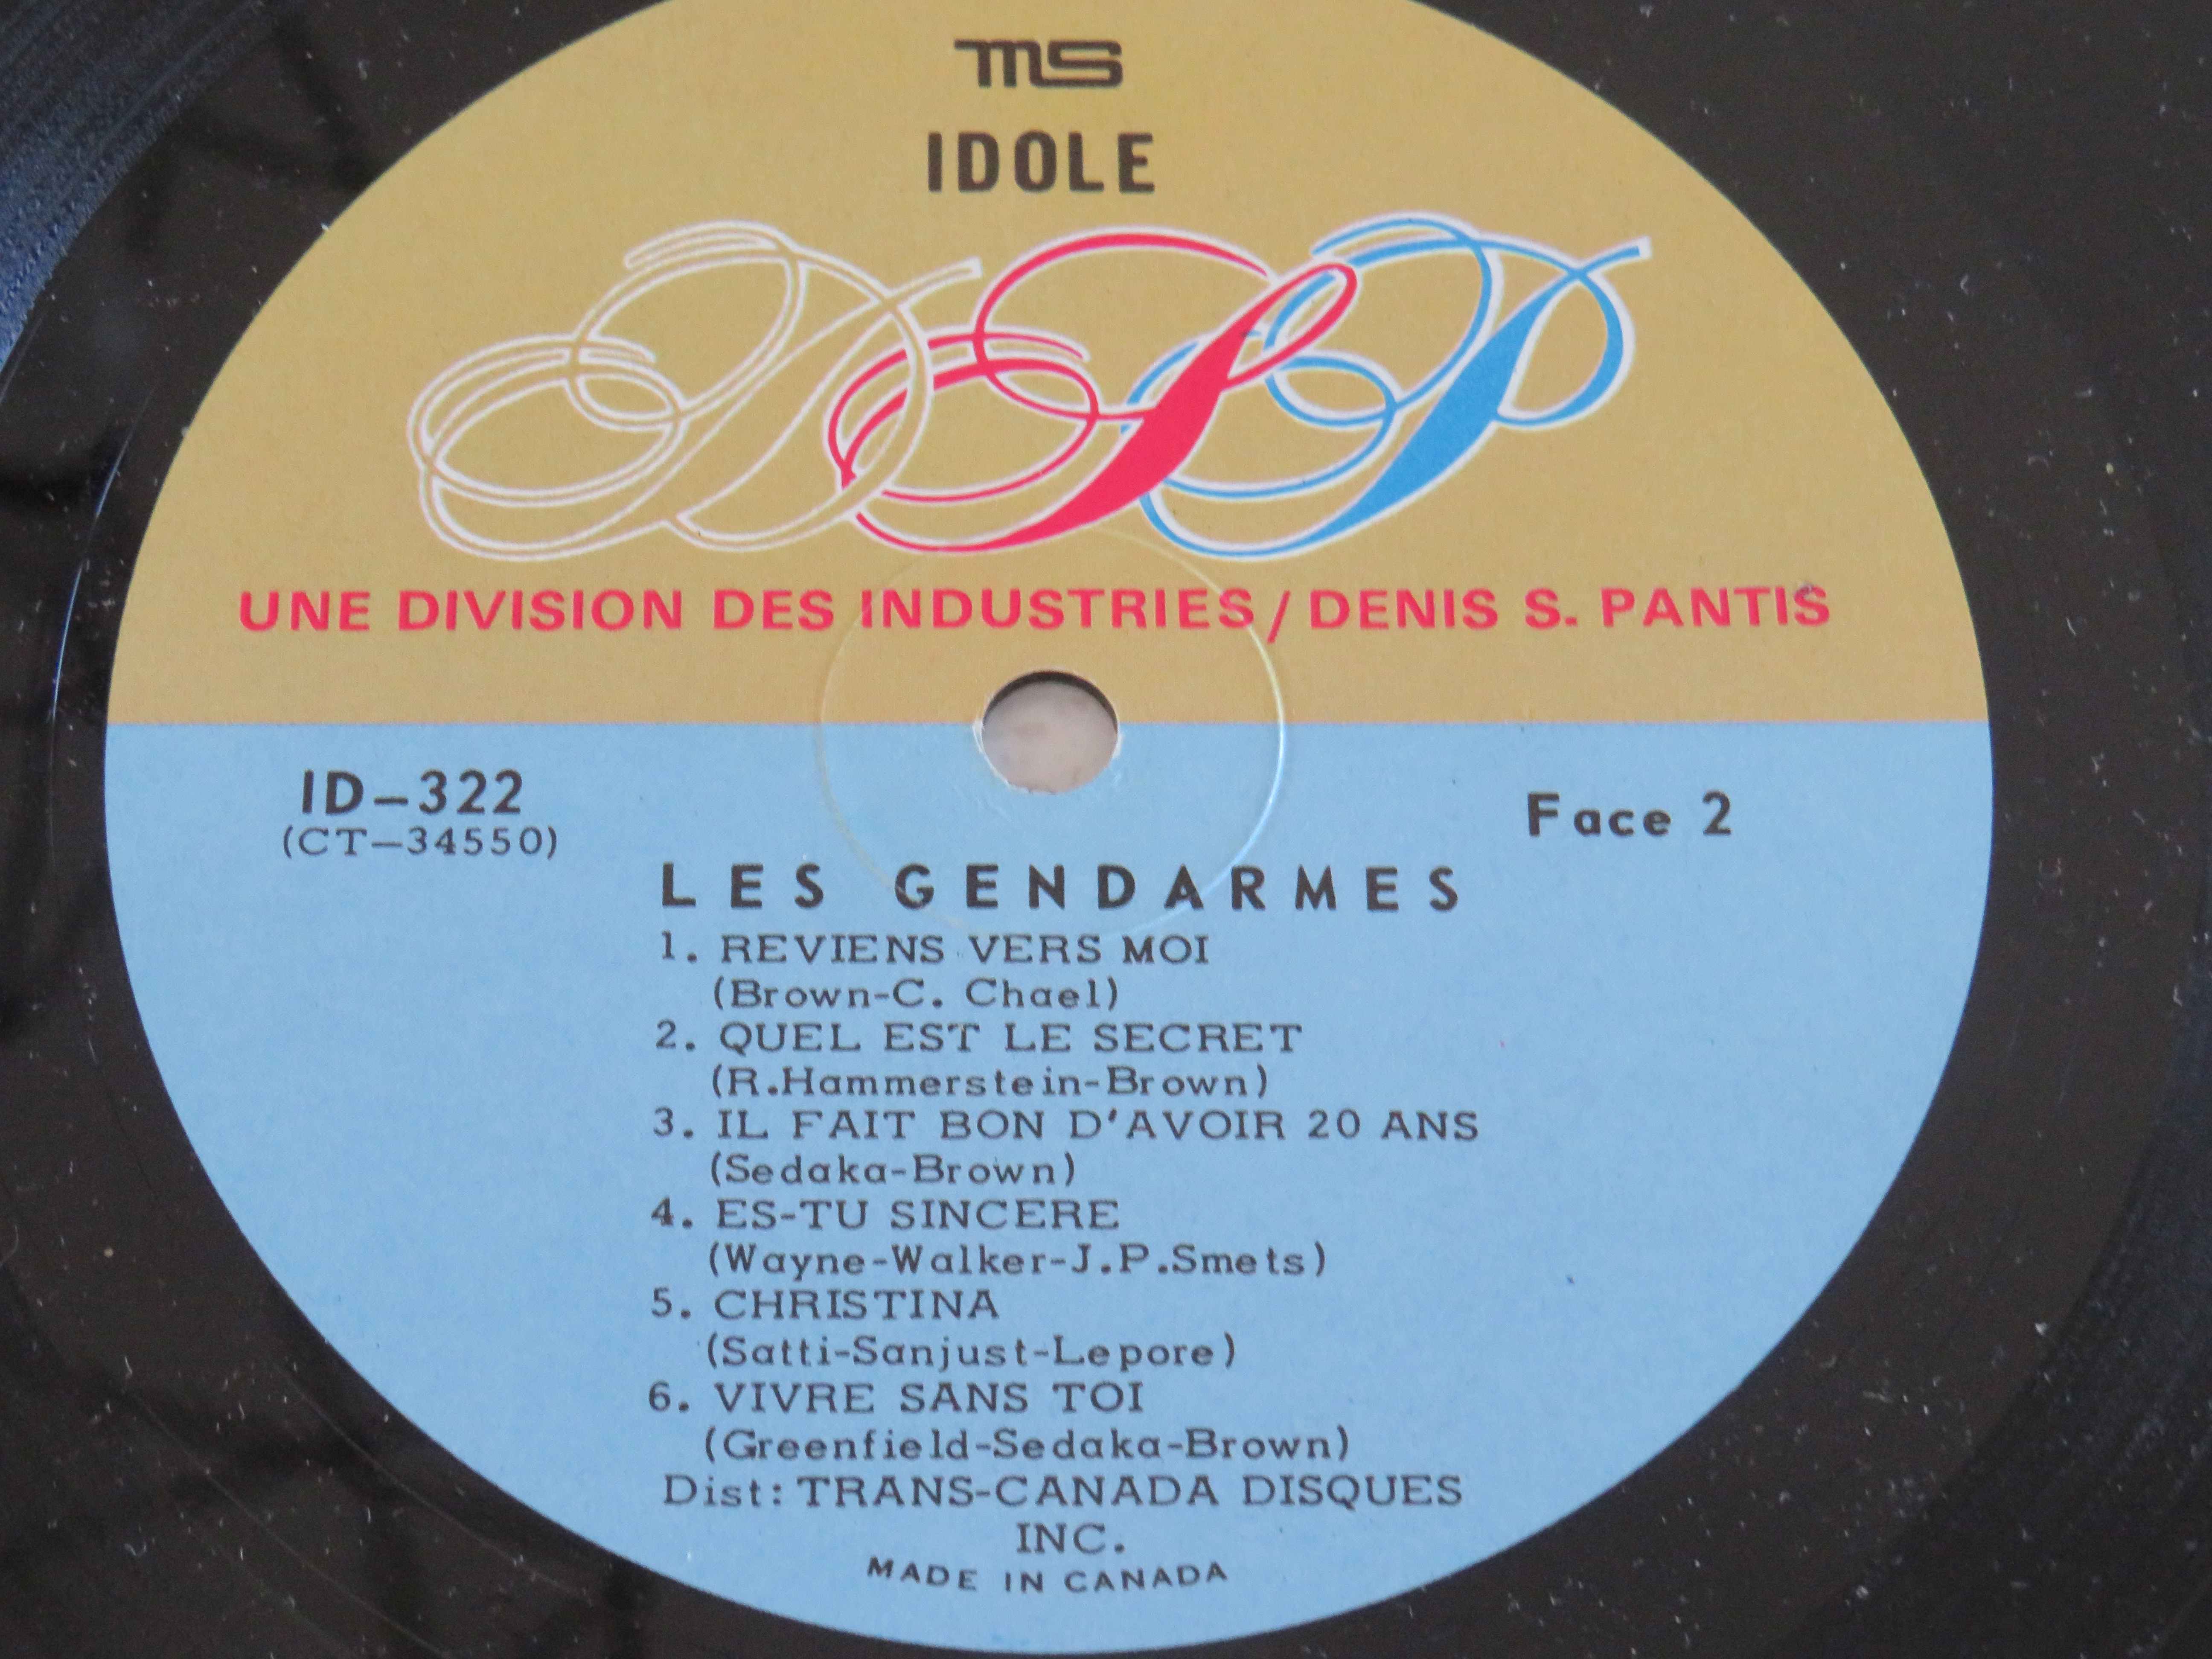 MS
IDOLE
DSP
UNE DIVISION DES INDUSTRIES / DENIS S. PANTIS
ID-322
(CT-34550)
Face 2
LES GENDARMES
1. REVIENS VERS MOI
(Brown-C. Chael)
2. QUEL EST LE SECRET
(R.Hammerstein-Brown)
3. IL FAIT BON D'AVOIR 20 ANS
(Sedaka-Brown)
4. ES-TU SINCERE
(Wayne-Walker-J.P.Smets)
5. CHRISTINA
(Satti-Sanjust-Lepore)
6. VIVRE SANS TOI
(Greenfield-Sedaka-Brown)
Dist: TRANS-CANADA DISQUES
INC.
MADE IN CANADA